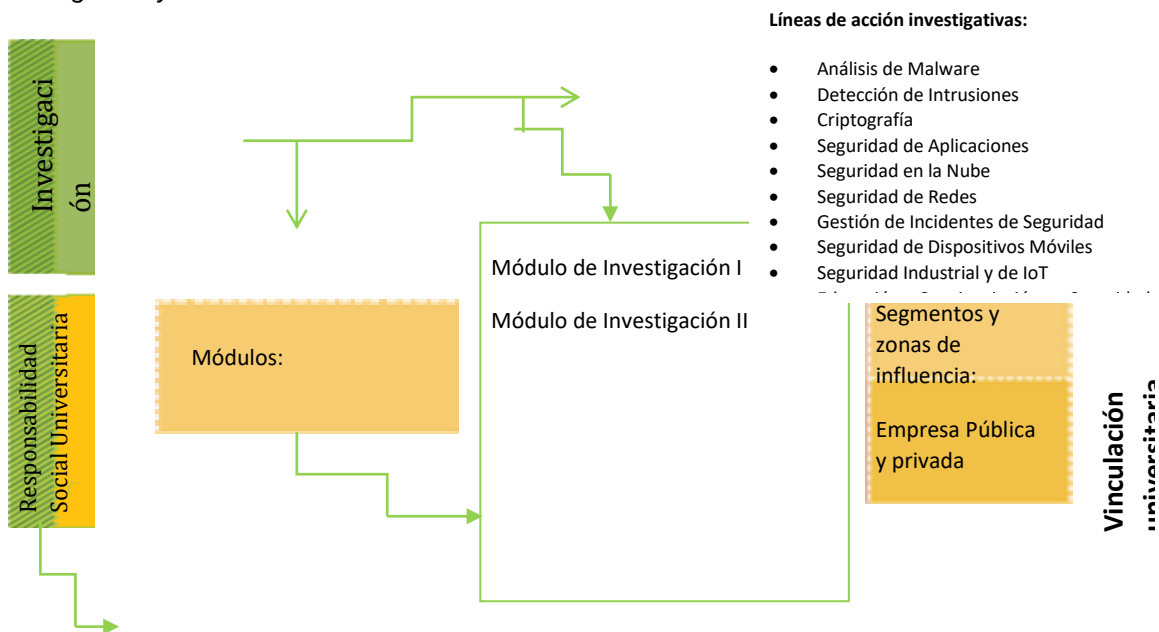 Líneas de acción investigativas:
• Análisis de Malware
• Detección de Intrusiones
• Criptografía
• Seguridad de Aplicaciones
• Seguridad en la Nube
• Seguridad de Redes
• Gestión de Incidentes de Seguridad
• Seguridad de Dispositivos Móviles
• Seguridad Industrial y de IoT
Investigaci
ón
Módulo de Investigación I
Módulo de Investigación II
Responsabilidad
Social Universitaria
Módulos:
Segmentos y
zonas de
influencia:
Empresa Pública
y privada
Vinculación
universitaria